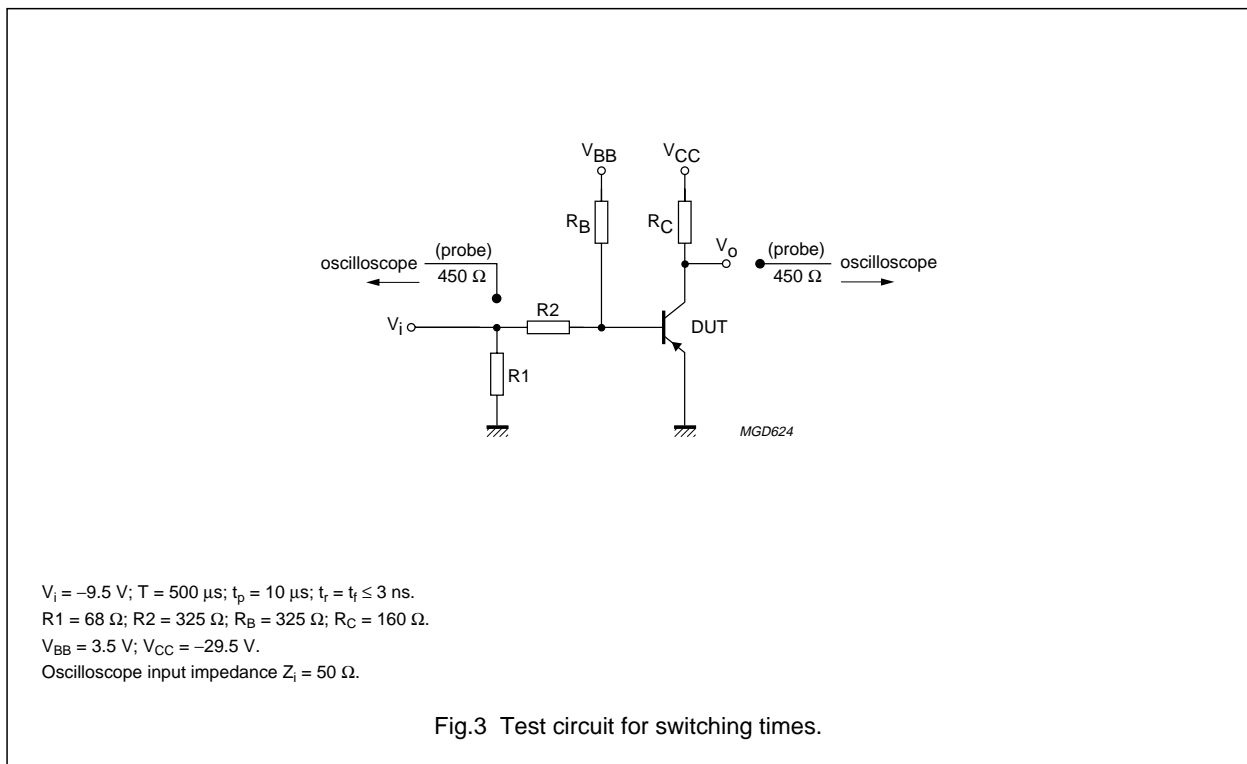 V_BB V_CC
R_B R_C
V_o
(probe) (probe)
oscilloscope oscilloscope
450 Ω 450 Ω
R2
V_i DUT
R1
MGD624
V_i = −9.5 V; T = 500 μs; t_p = 10 μs; t_r = t_f ≤ 3 ns.
R1 = 68 Ω; R2 = 325 Ω; R_B = 325 Ω; R_C = 160 Ω.
V_BB = 3.5 V; V_CC = −29.5 V.
Oscilloscope input impedance Z_i = 50 Ω.
Fig.3 Test circuit for switching times.